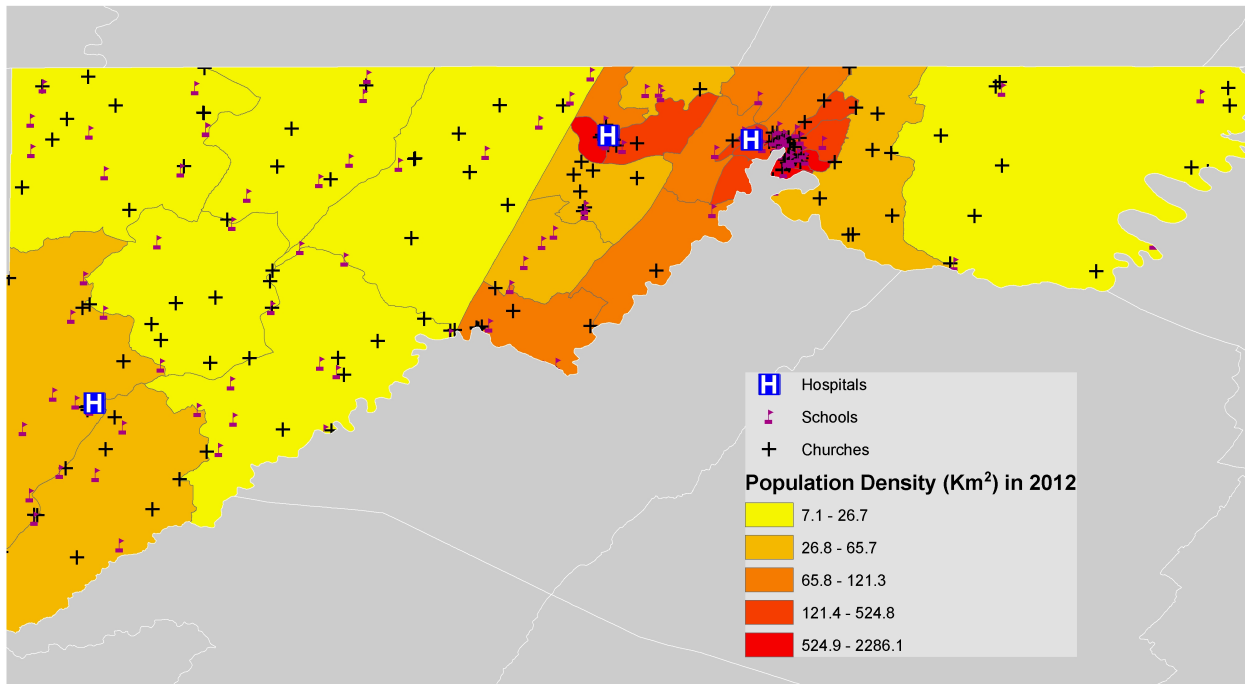 H
H
H
H Hospitals
Schools
Churches
Population Density (Km²) in 2012
7.1 - 26.7
26.8 - 65.7
65.8 - 121.3
121.4 - 524.8
524.9 - 2286.1